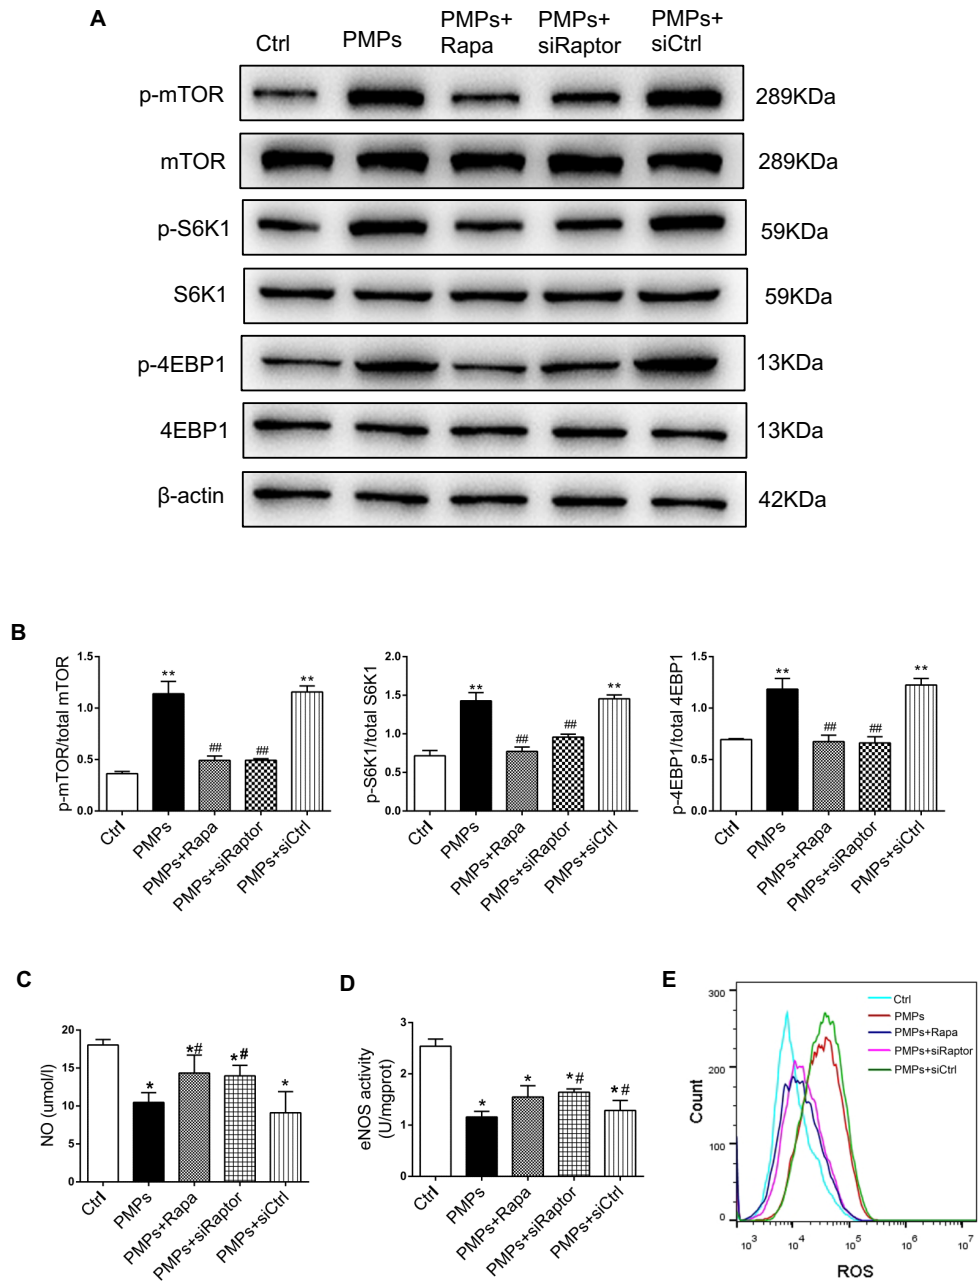 A
Ctrl
PMPs
PMPs+
Rapa
PMPs+
siRaptor
PMPs+
siCtrl
p-mTOR
289KDa
mTOR
289KDa
p-S6K1
59KDa
S6K1
59KDa
p-4EBP1
13KDa
4EBP1
13KDa
β-actin
42KDa
B
p-mTOR/total mTOR
1.5
1.0
0.5
0.0
**
##
##
**
Ctrl
PMPs
PMPs+Rapa
PMPs+siRaptor
PMPs+siCtrl
p-S6K1/total S6K1
2.0
1.5
1.0
0.5
0.0
**
##
##
**
Ctrl
PMPs
PMPs+Rapa
PMPs+siRaptor
PMPs+siCtrl
p-4EBP1/total 4EBP1
1.5
1.0
0.5
0.0
**
##
##
**
Ctrl
PMPs
PMPs+Rapa
PMPs+siRaptor
PMPs+siCtrl
C
NO (umol/l)
20
15
10
5
0
*
*#
*#
*
Ctrl
PMPs
PMPs+Rapa
PMPs+siRaptor
PMPs+siCtrl
D
eNOS activity
(U/mgprot)
3
2
1
0
*
*
*#
*#
Ctrl
PMPs
PMPs+Rapa
PMPs+siRaptor
PMPs+siCtrl
E
Count
300
200
100
0
Ctrl
PMPs
PMPs+Rapa
PMPs+siRaptor
PMPs+siCtrl
10³
10⁴
10⁵
10⁶
10⁷
ROS